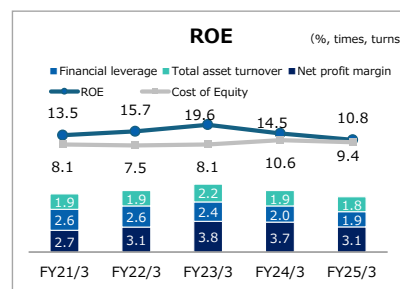 ROE
(%, times, turns
Financial leverage Total asset turnover Net profit margin
ROE Cost of Equity
13.5 15.7 19.6 14.5 10.8
8.1 7.5 8.1 10.6 9.4
1.9 1.9 2.2 1.9 1.8
2.6 2.6 2.4 2.0 1.9
2.7 3.1 3.8 3.7 3.1
FY21/3 FY22/3 FY23/3 FY24/3 FY25/3